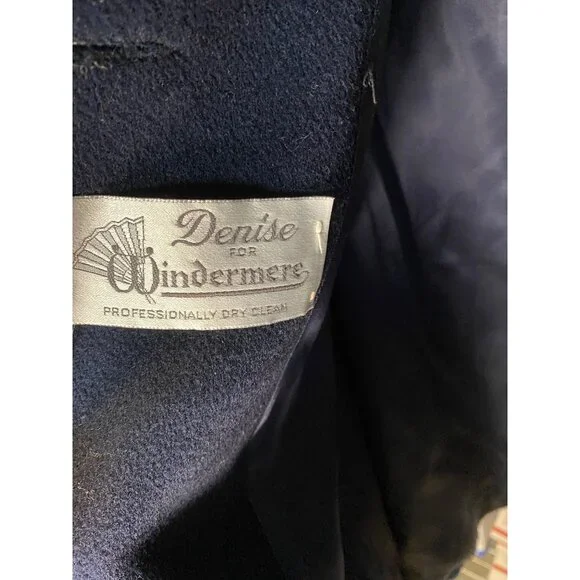 Denise
FOR
Windermere
PROFESSIONALLY DRY CLEAN